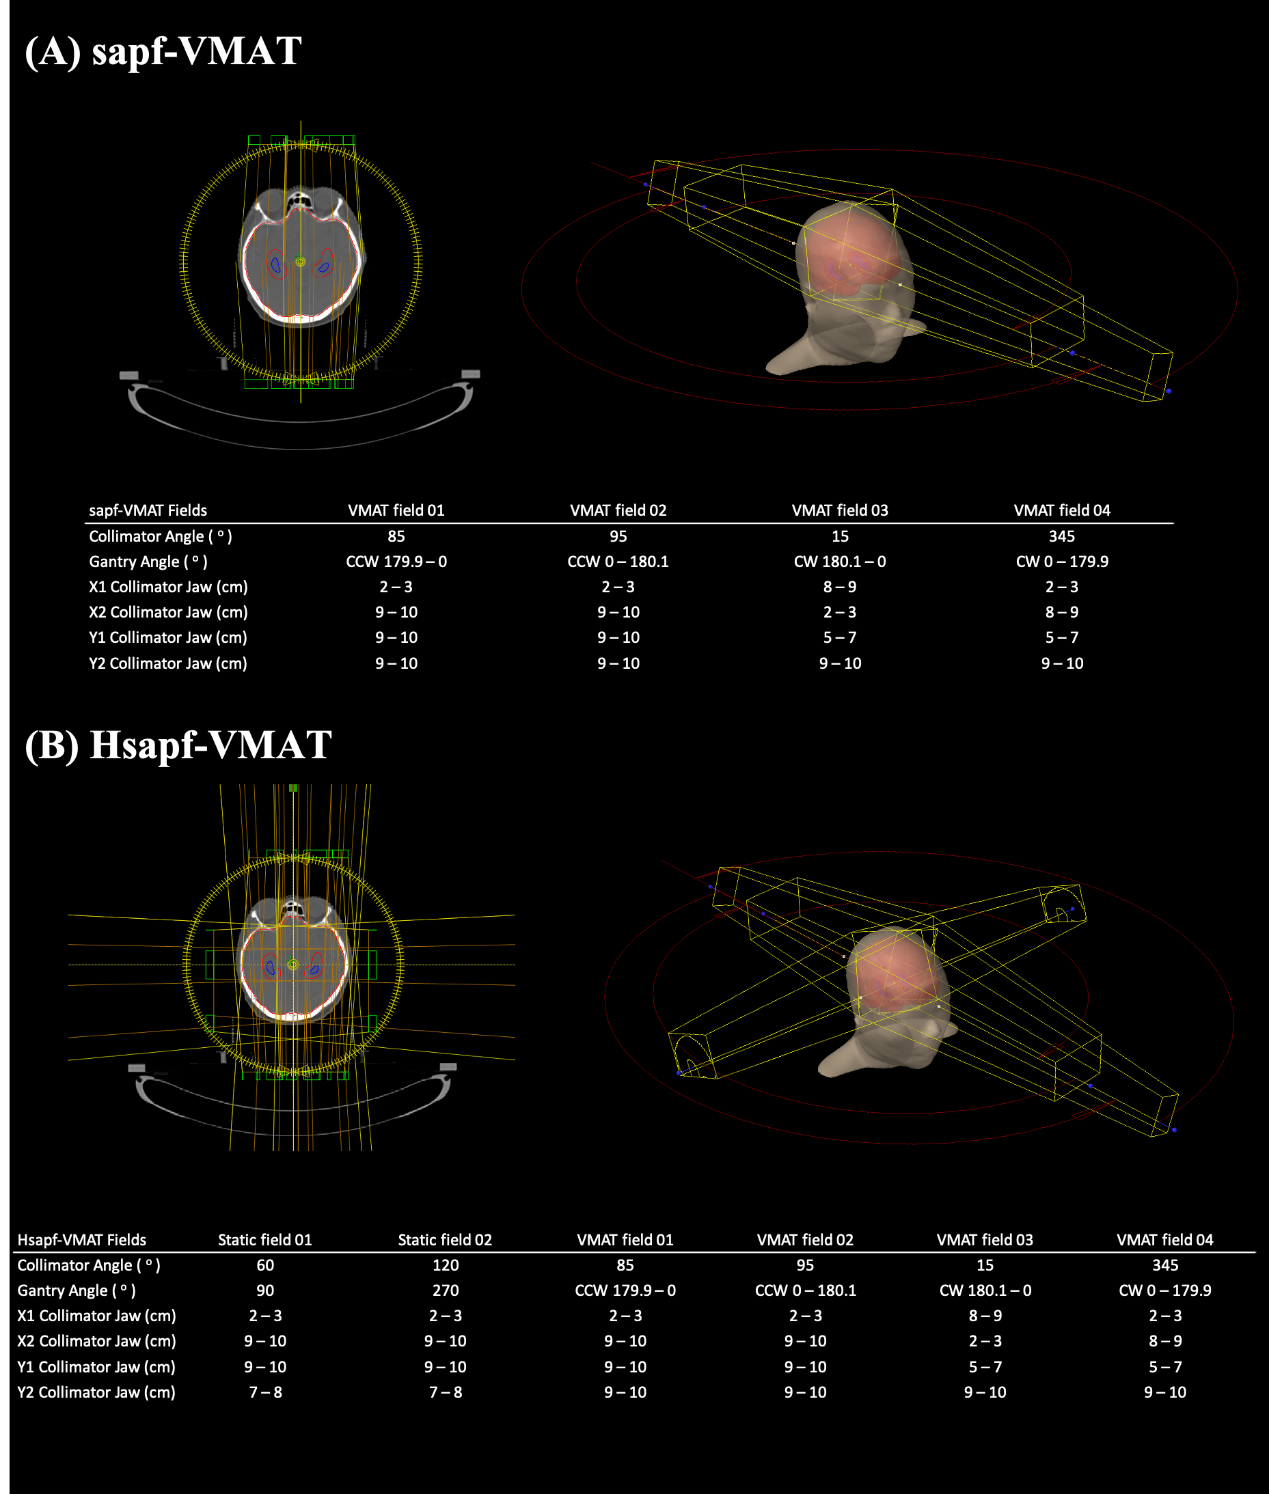 (A) sapf-VMAT
sapf-VMAT Fields VMAT field 01 VMAT field 02 VMAT field 03 VMAT field 04
Collimator Angle ( º ) 85 95 15 345
Gantry Angle ( º ) CCW 179.9 – 0 CCW 0 – 180.1 CW 180.1 – 0 CW 0 – 179.9
X1 Collimator Jaw (cm) 2 – 3 2 – 3 8 – 9 2 – 3
X2 Collimator Jaw (cm) 9 – 10 9 – 10 2 – 3 8 – 9
Y1 Collimator Jaw (cm) 9 – 10 9 – 10 5 – 7 5 – 7
Y2 Collimator Jaw (cm) 9 – 10 9 – 10 9 – 10 9 – 10
(B) Hsapf-VMAT
Hsapf-VMAT Fields Static field 01 Static field 02 VMAT field 01 VMAT field 02 VMAT field 03 VMAT field 04
Collimator Angle ( º ) 60 120 85 95 15 345
Gantry Angle ( º ) 90 270 CCW 179.9 – 0 CCW 0 – 180.1 CW 180.1 – 0 CW 0 – 179.9
X1 Collimator Jaw (cm) 2 – 3 2 – 3 2 – 3 2 – 3 8 – 9 2 – 3
X2 Collimator Jaw (cm) 9 – 10 9 – 10 9 – 10 9 – 10 2 – 3 8 – 9
Y1 Collimator Jaw (cm) 9 – 10 9 – 10 9 – 10 9 – 10 5 – 7 5 – 7
Y2 Collimator Jaw (cm) 7 – 8 7 – 8 9 – 10 9 – 10 9 – 10 9 – 10